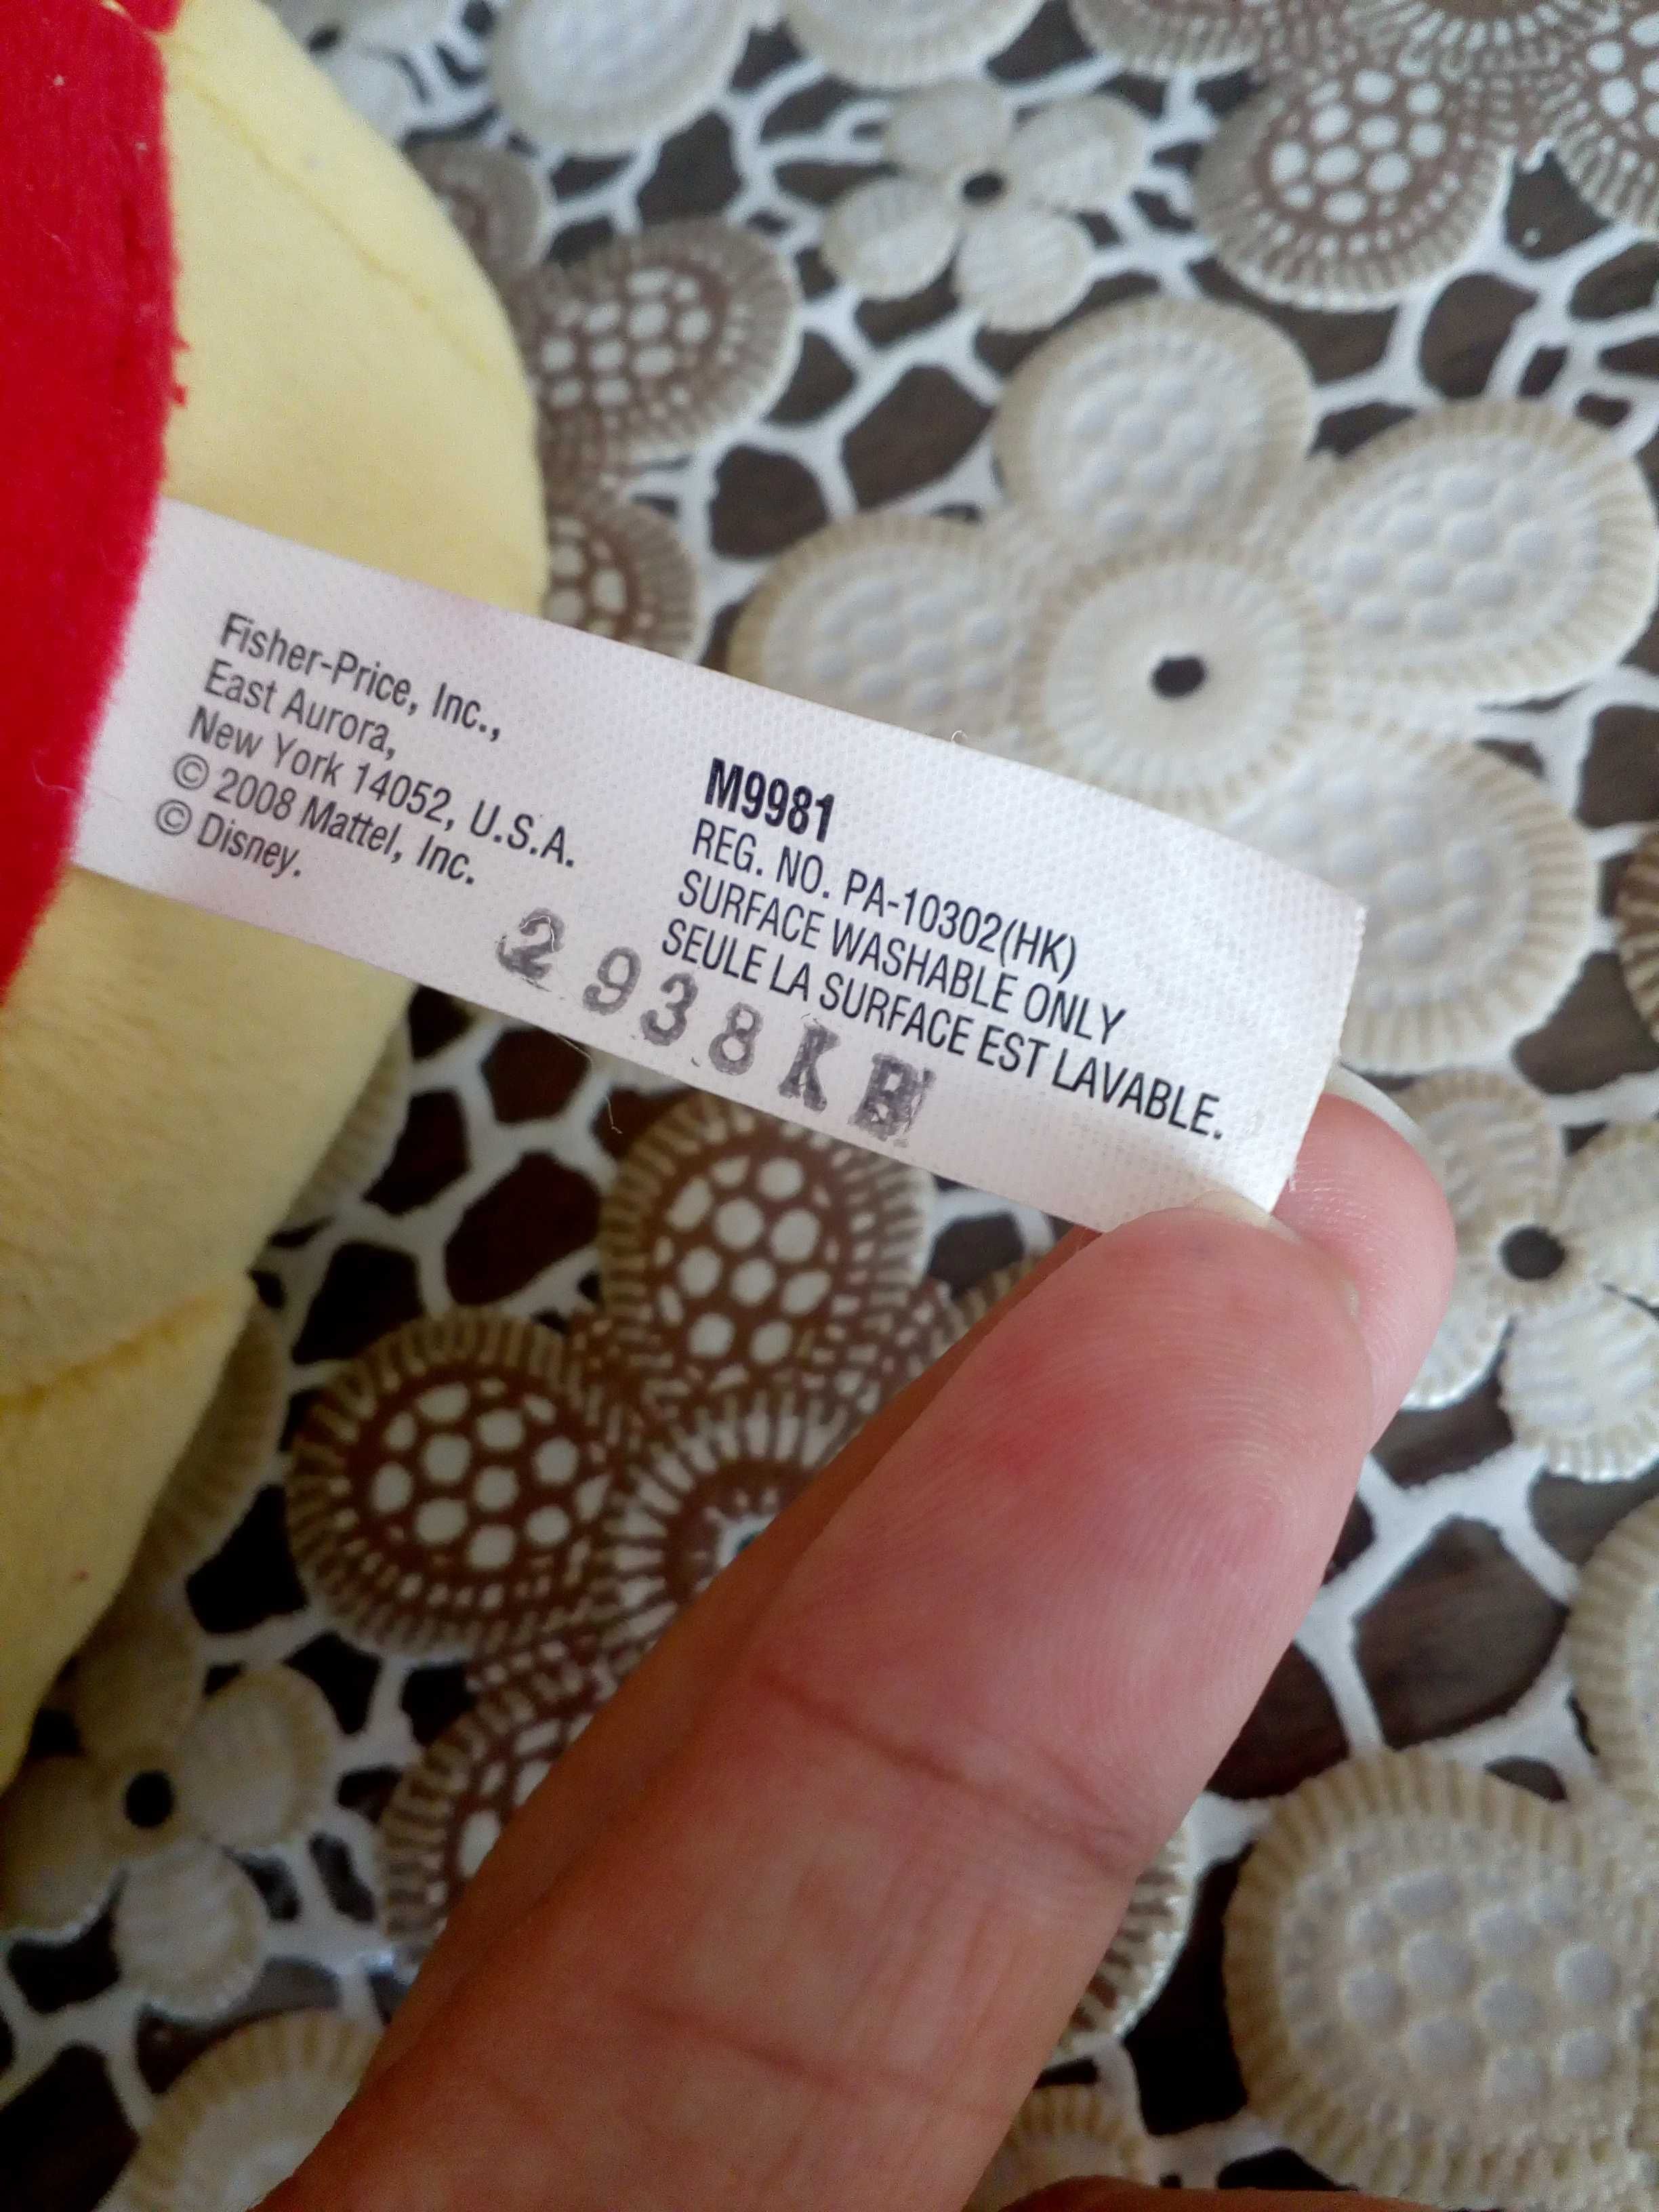 Fisher-Price, Inc.,
East Aurora,
New York 14052, U.S.A.
© 2008 Mattel, Inc.
© Disney.
M9981
REG. NO. PA-10302(HK)
SURFACE WASHABLE ONLY
SEULE LA SURFACE EST LAVABLE.
2938KB